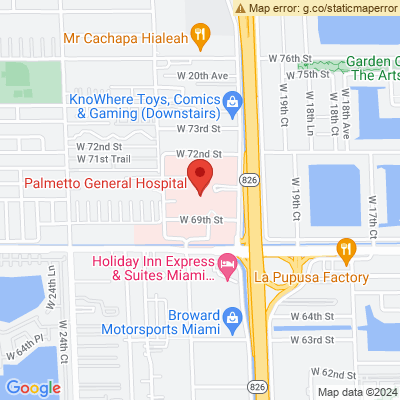 Map error: g.co/staticmaperror
Mr Cachapa Hialeah
W 76th St
Garden O
The Arts
W 20th Ave
W 75th St
KnoWhere Toys, Comics
& Gaming (Downstairs)
W 19th Ct
W 18th Ln
W 18th Ave
W 73rd St
W 72nd St
W 72nd St
W 71st Trail
Palmetto General Hospital
826
W 19th Ct
W 17th Ct
W 69th St
Holiday Inn Express
& Suites Miami...
La Pupusa Factory
W 24th Ln
W 24th Ct
Broward
Motorsports Miami
W 64th St
W 64th Pl
W 63rd St
W 62nd St
826
Google
Map data ©2024